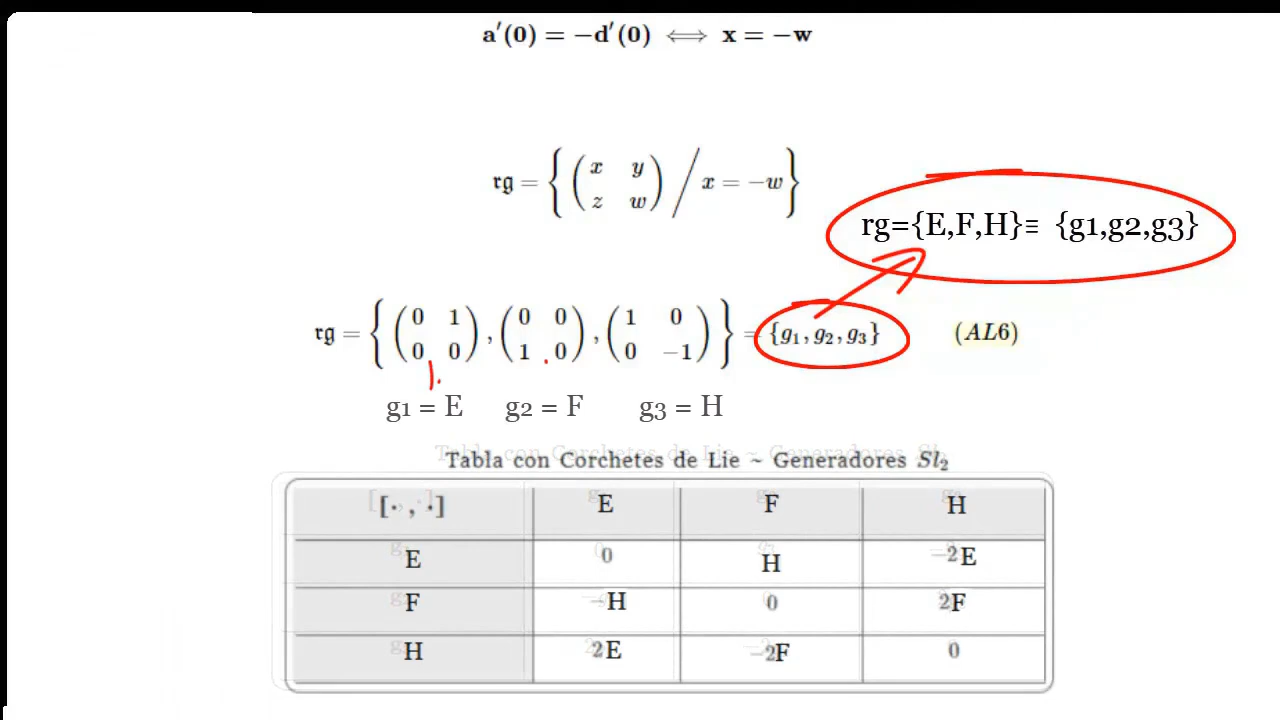 a′(0) = −d′(0) ⟺ x = −w
𝔯𝔤 = { ( x y
z w ) / x = −w }
rg={E,F,H}≡ {g1,g2,g3}
𝔯𝔤 = { ( 0 1
0 0 ) , ( 0 0
1 0 ) , ( 1 0
0 −1 ) } = {g₁, g₂, g₃} (AL6)
g1 = E g2 = F g3 = H
Tabla con Corchetes de Lie ~ Generadores Sl₂
[· , ·] E F H
E 0 H −2E
F −H 0 2F
H 2E −2F 0